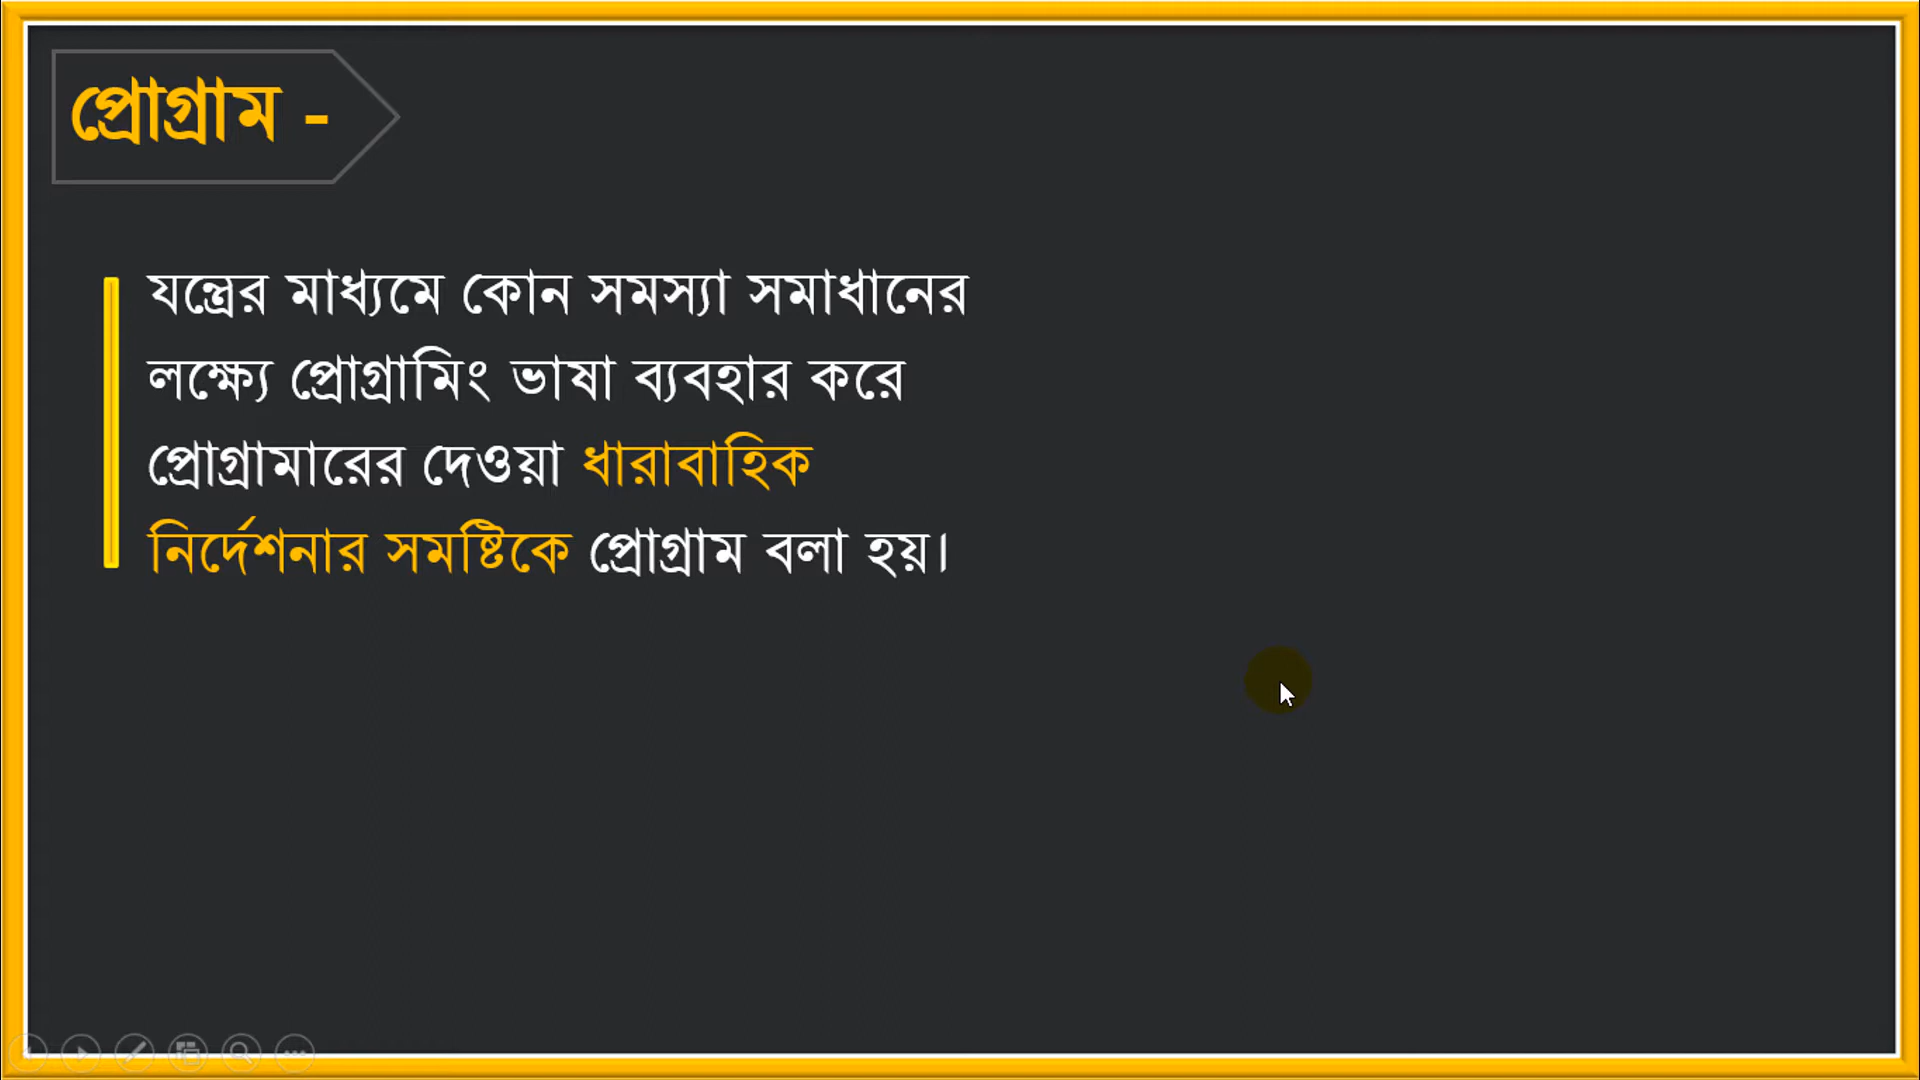 প্রোগ্রাম -
যন্ত্রের মাধ্যমে কোন সমস্যা সমাধানের
লক্ষ্যে প্রোগ্রামিং ভাষা ব্যবহার করে
প্রোগ্রামারের দেওয়া ধারাবাহিক
নির্দেশনার সমষ্টিকে প্রোগ্রাম বলা হয়।